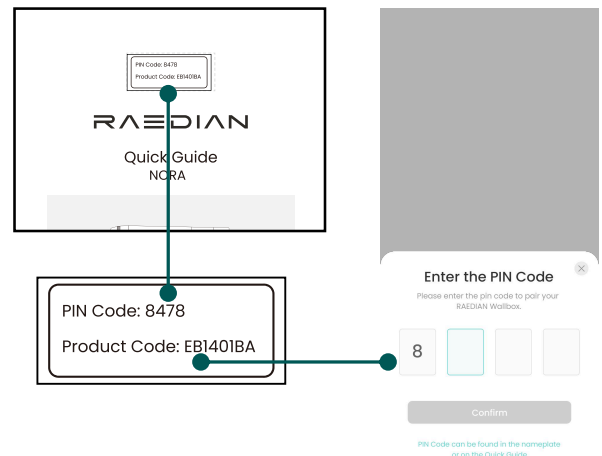 PIN Code: 8478
Product Code: EB1401BA
RAEDIAN
Quick Guide
NORA
PIN Code: 8478
Product Code: EB1401BA
Enter the PIN Code
Please enter the pin code to pair your
RAEDIAN Wallbox.
8
Confirm
PIN Code can be found in the nameplate
or on the Quick Guide